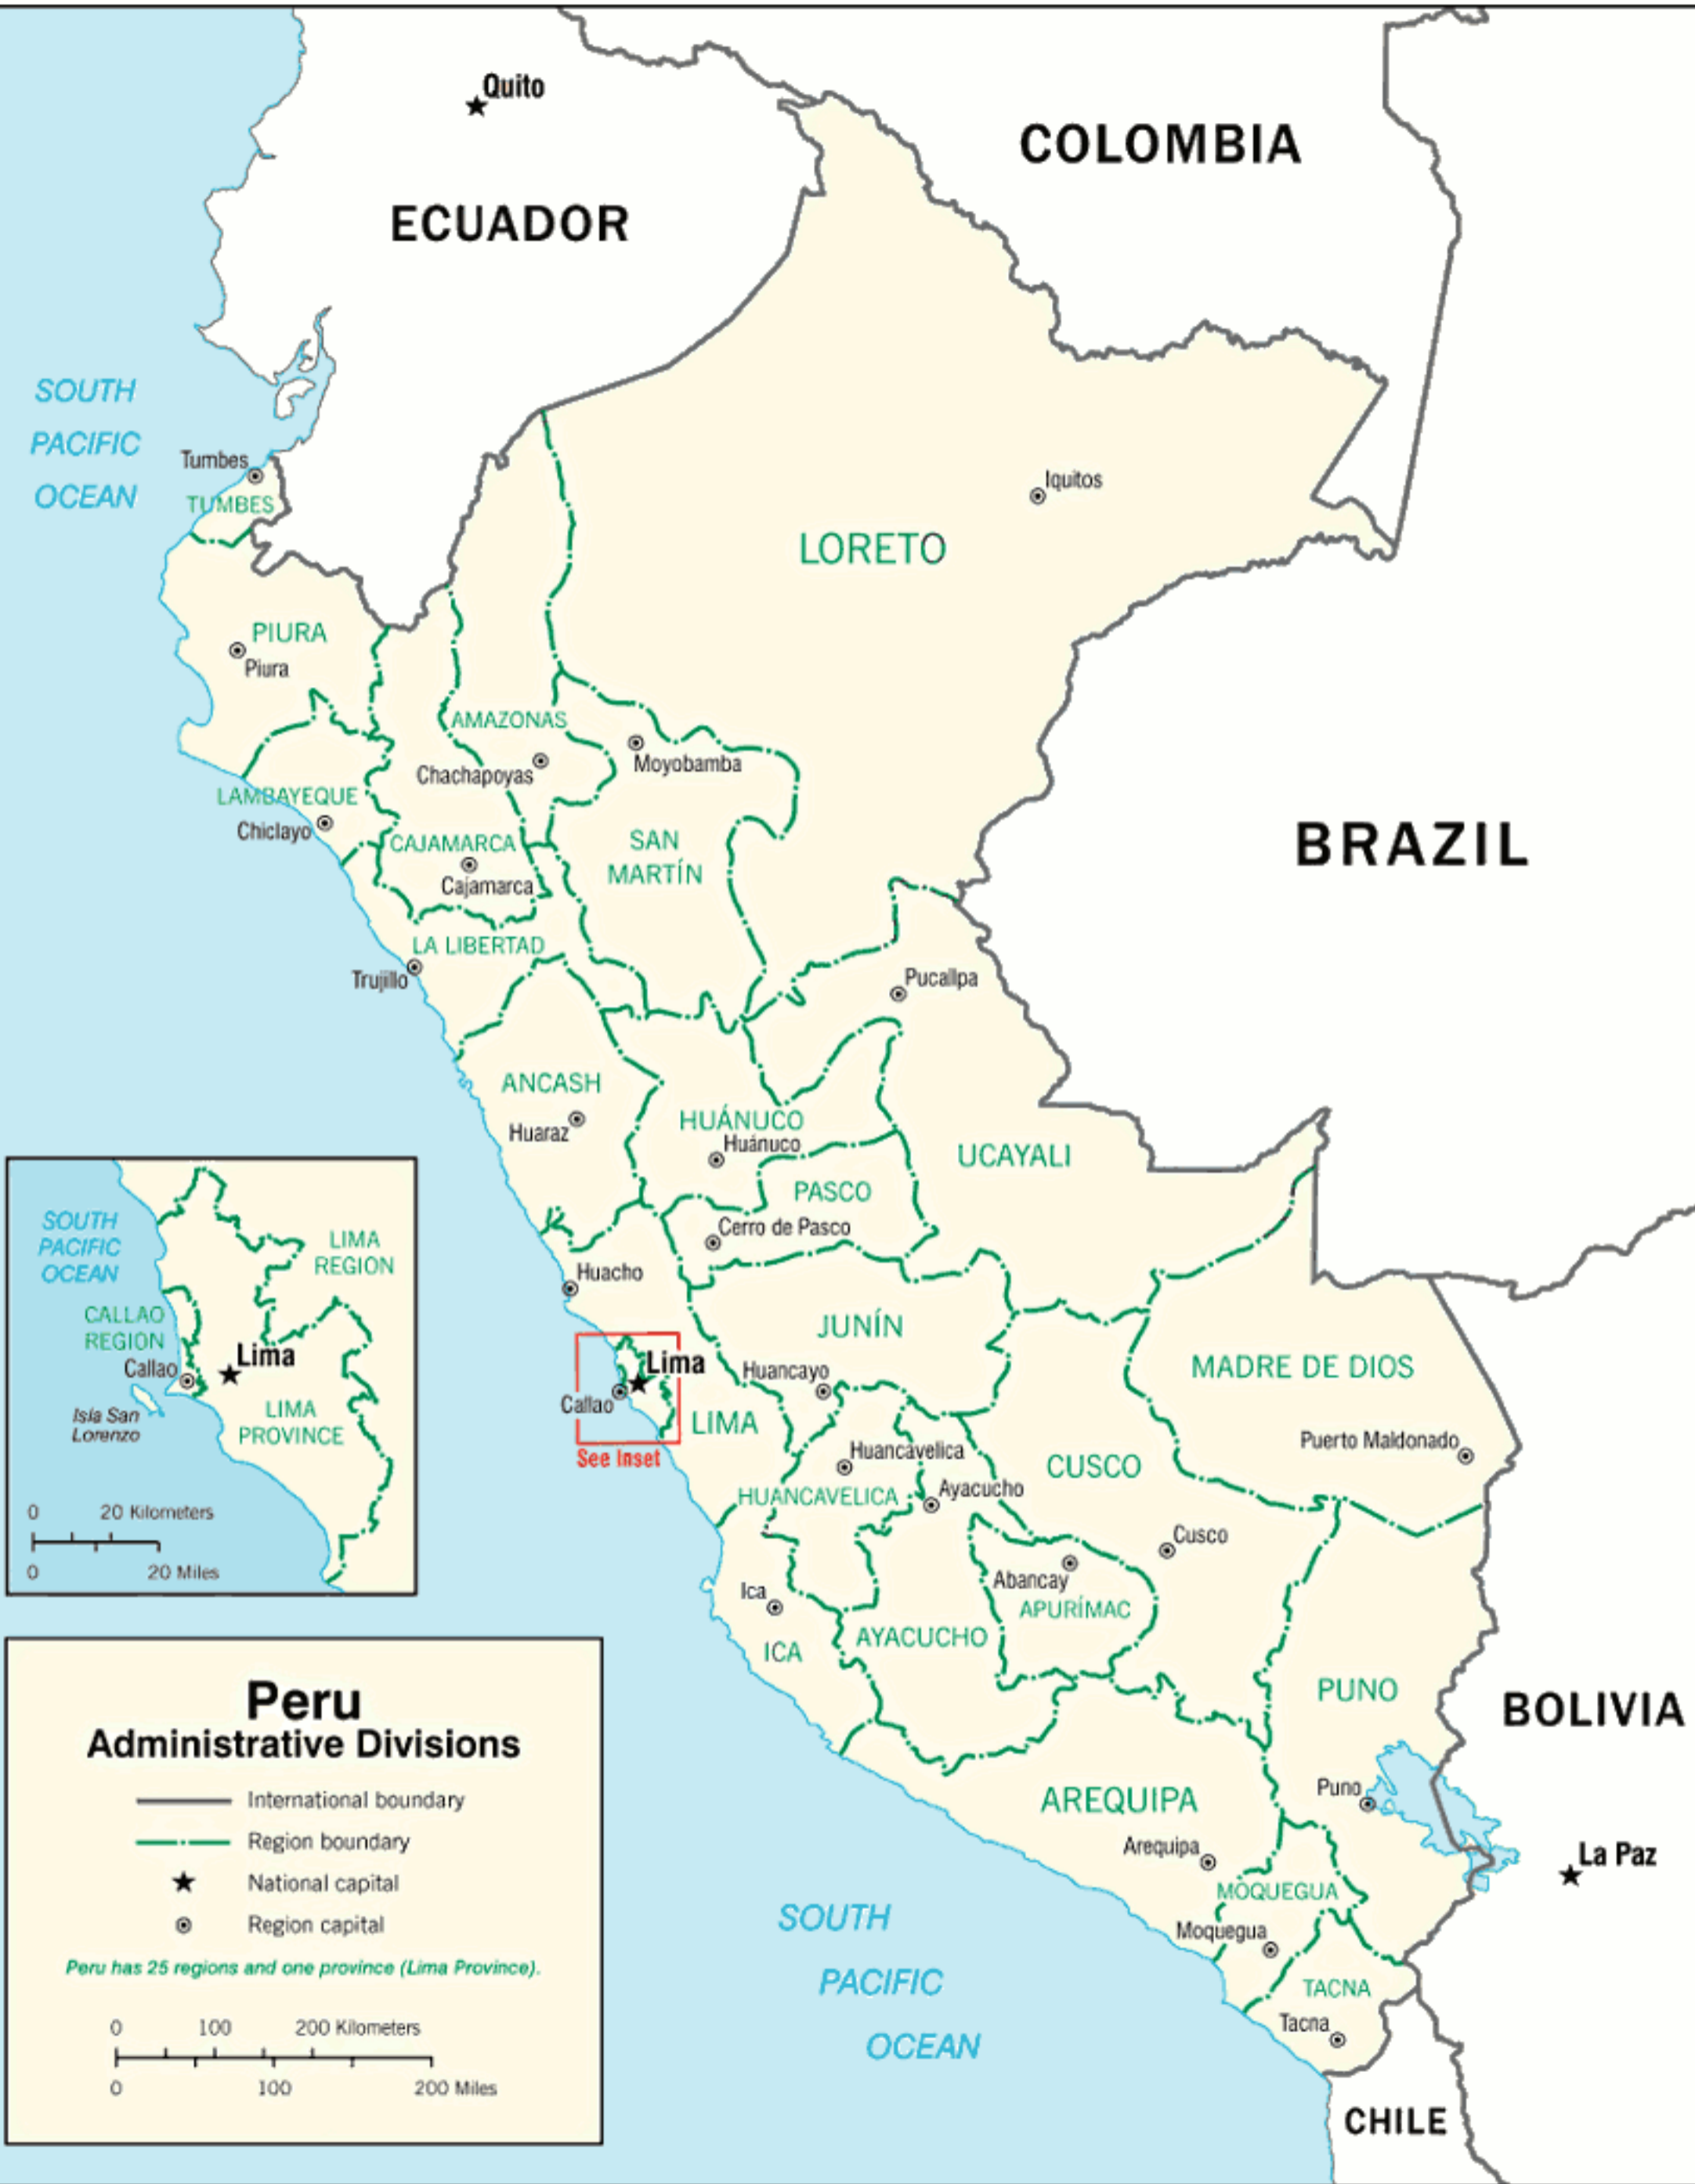 Quito
COLOMBIA
ECUADOR
SOUTH
PACIFIC
OCEAN
Tumbes
TUMBES
Iquitos
LORETO
PIURA
Piura
AMAZONAS
Chachapoyas
Moyobamba
LAMBAYEQUE
Chiclayo
CAJAMARCA
Cajamarca
SAN
MARTÍN
BRAZIL
LA LIBERTAD
Trujillo
Pucallpa
ANCASH
Huaraz
HUÁNUCO
Huánuco
UCAYALI
PASCO
Cerro de Pasco
Huacho
JUNÍN
Lima
Callao
See Inset
LIMA
Huancayo
MADRE DE DIOS
Puerto Maldonado
Huancavelica
HUANCAVELICA
Ayacucho
CUSCO
Cusco
Ica
ICA
AYACUCHO
Abancay
APURÍMAC
PUNO
Puno
BOLIVIA
La Paz
AREQUIPA
Arequipa
MOQUEGUA
Moquegua
TACNA
Tacna
CHILE
SOUTH
PACIFIC
OCEAN
SOUTH
PACIFIC
OCEAN
LIMA
REGION
CALLAO
REGION
Callao
Lima
Isla San
Lorenzo
LIMA
PROVINCE
0 20 Kilometers
0 20 Miles
Peru
Administrative Divisions
International boundary
Region boundary
National capital
Region capital
Peru has 25 regions and one province (Lima Province).
0 100 200 Kilometers
0 100 200 Miles